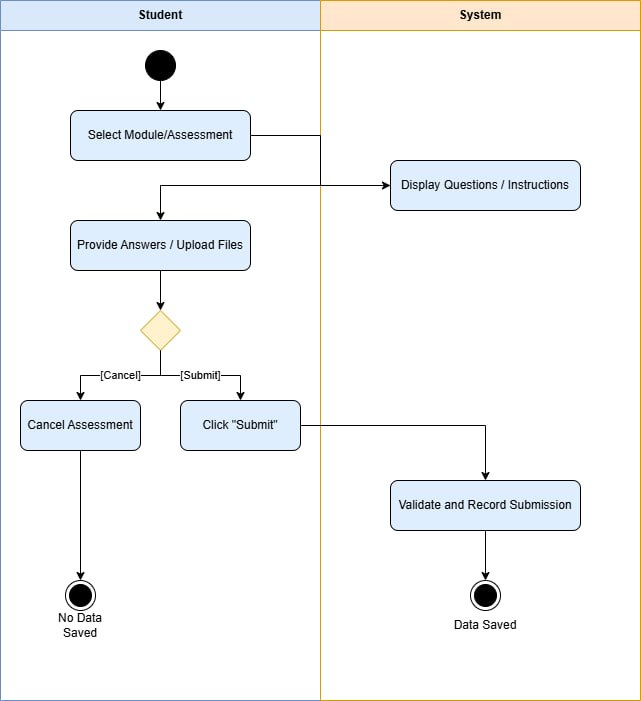 Student
System
Select Module/Assessment
Display Questions / Instructions
Provide Answers / Upload Files
[Cancel]
[Submit]
Cancel Assessment
Click "Submit"
Validate and Record Submission
No Data
Saved
Data Saved